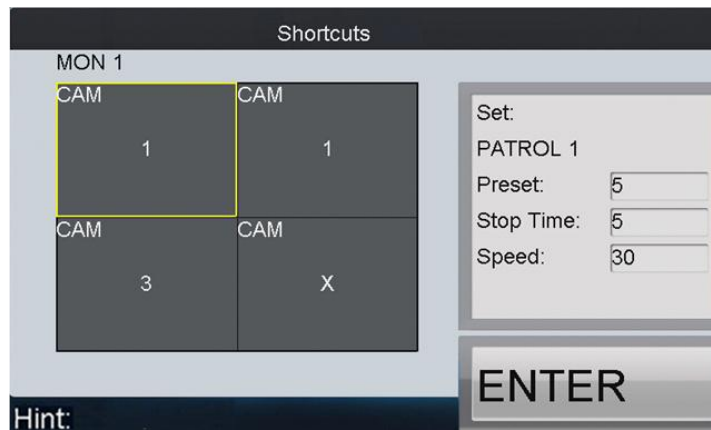 Shortcuts
MON 1
CAM
CAM
1
1
CAM
CAM
3
X
Set:
PATROL 1
Preset: 5
Stop Time: 5
Speed: 30
ENTER
Hint: